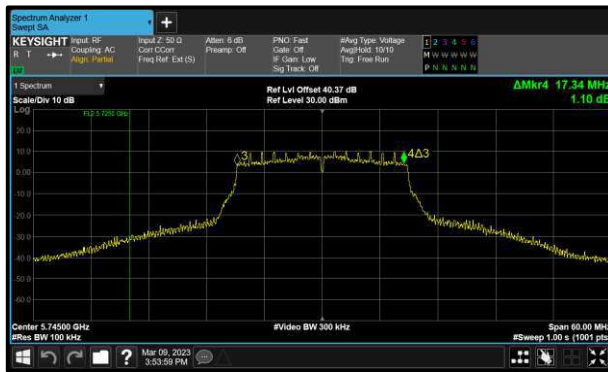 Spectrum Analyzer 1
Swept SA
KEYSIGHT
R T
Input: RF
Coupling: AC
Align: Partial
Input Z: 50 Ω
Corr CCorr
Freq Ref: Ext (S)
Atten: 6 dB
Preamp: Off
PNO: Fast
Gate: Off
IF Gain: Low
Sig Track: Off
#Avg Type: Voltage
Avg|Hold: 10/10
Trig: Free Run
1 2 3 4 5 6
M W W W W W
P N N N N N
1 Spectrum
Scale/Div 10 dB
Ref Lvl Offset 40.37 dB
Ref Level 30.00 dBm
ΔMkr4 17.34 MHz
1.10 dB
Log
20.0
10.0
0.00
-10.0
-20.0
-30.0
-40.0
-50.0
-60.0
3
4Δ3
Center 5.74500 GHz
#Res BW 100 kHz
#Video BW 300 kHz
Span 60.00 MHz
#Sweep 1.00 s (1001 pts)
?
Mar 09, 2023
3:53:59 PM